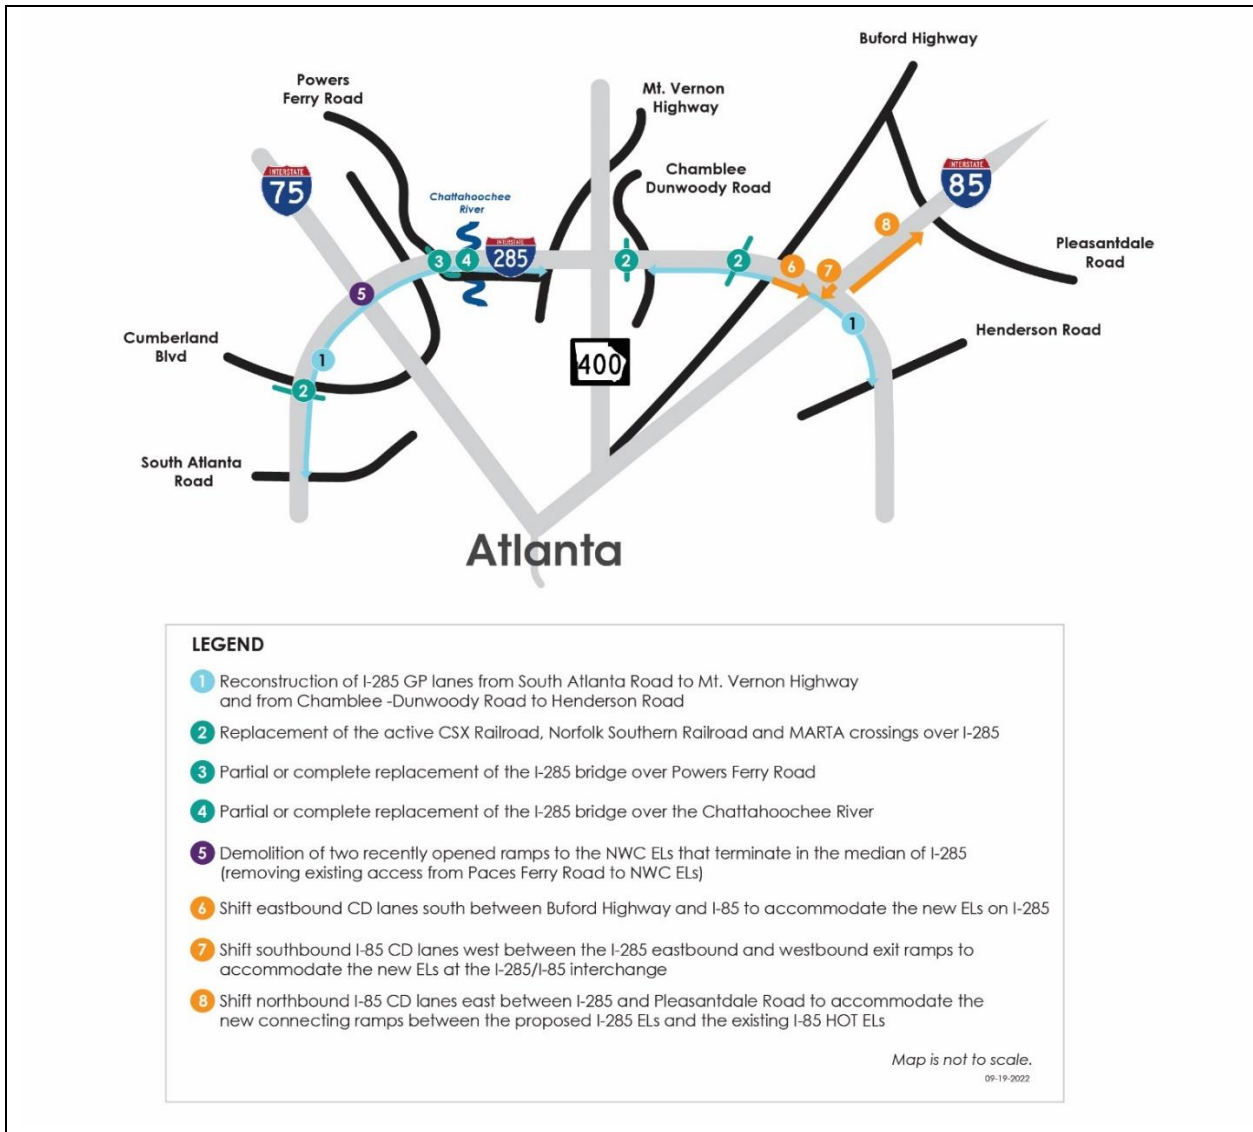 Buford Highway
Powers
Ferry Road
Mt. Vernon
Highway
INTERSTATE
75
Chamblee
Dunwoody Road
INTERSTATE
85
Chattahoochee
River
8
3
4
INTERSTATE
285
2
2
6
7
Pleasantdale
Road
5
1
Henderson Road
Cumberland
Blvd
1
400
2
South Atlanta
Road
Atlanta
LEGEND
1 Reconstruction of I-285 GP lanes from South Atlanta Road to Mt. Vernon Highway
and from Chamblee -Dunwoody Road to Henderson Road
2 Replacement of the active CSX Railroad, Norfolk Southern Railroad and MARTA crossings over I-285
3 Partial or complete replacement of the I-285 bridge over Powers Ferry Road
4 Partial or complete replacement of the I-285 bridge over the Chattahoochee River
5 Demolition of two recently opened ramps to the NWC ELs that terminate in the median of I-285
(removing existing access from Paces Ferry Road to NWC ELs)
6 Shift eastbound CD lanes south between Buford Highway and I-85 to accommodate the new ELs on I-285
7 Shift southbound I-85 CD lanes west between the I-285 eastbound and westbound exit ramps to
accommodate the new ELs at the I-285/I-85 interchange
8 Shift northbound I-85 CD lanes east between I-285 and Pleasantdale Road to accommodate the
new connecting ramps between the proposed I-285 ELs and the existing I-85 HOT ELs
Map is not to scale.
09-19-2022